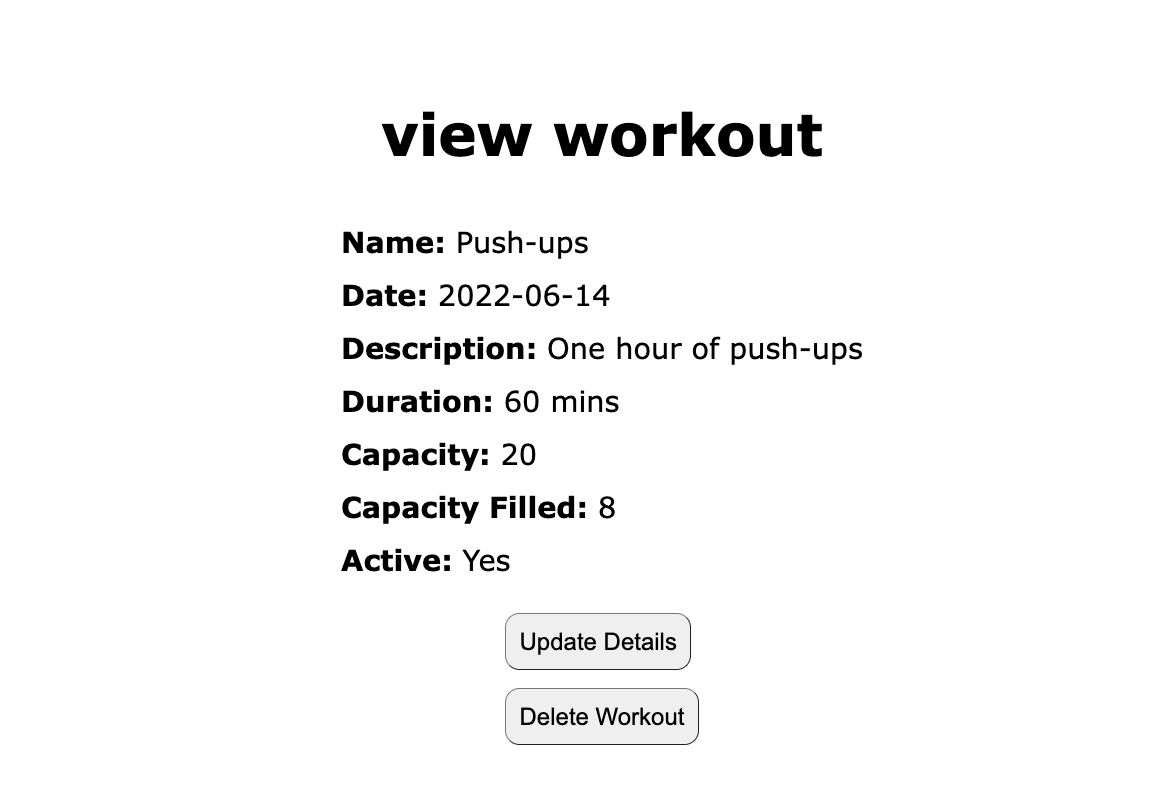 view workout
Name: Push-ups
Date: 2022-06-14
Description: One hour of push-ups
Duration: 60 mins
Capacity: 20
Capacity Filled: 8
Active: Yes
Update Details
Delete Workout